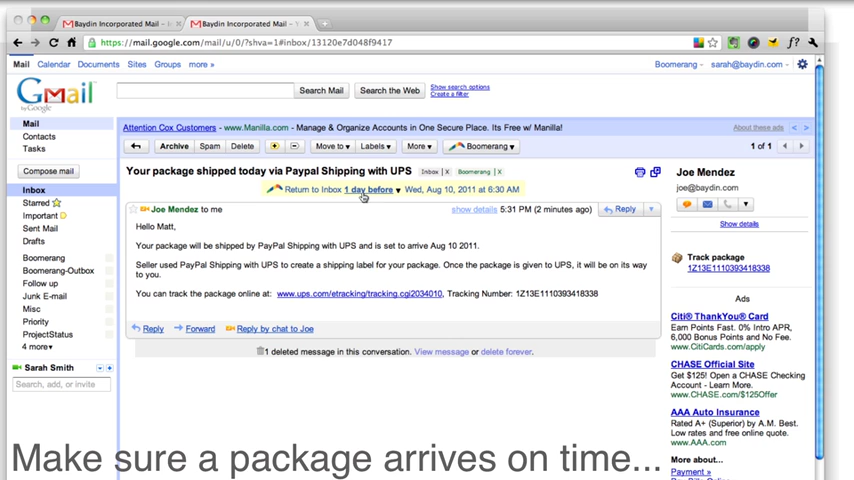 Baydin Incorporated Mail – Baydin Incorporated Mail –
https://mail.google.com/mail/u/0/?shva=1#inbox/13120e7d048f9417
Mail Calendar Documents Sites Groups more » Boomerang sarah@baydin.com
Gmail by Google Search Mail Search the Web Show search options
Create a filter
Mail
Contacts
Tasks
Compose mail
Inbox
Starred
Important
Sent Mail
Drafts
Boomerang
Boomerang-Outbox
Follow up
Junk E-mail
Misc
Priority
ProjectStatus
4 more▾
Sarah Smith
Search, add, or invite
Attention Cox Customers - www.Manilla.com - Manage & Organize Accounts in One Secure Place. Its Free w/ Manilla! About these ads < >
Archive Spam Delete Move to Labels More Boomerang 1 of 1
Your package shipped today via Paypal Shipping with UPS Inbox | X Boomerang | X
Return to Inbox 1 day before ▾ Wed, Aug 10, 2011 at 6:30 AM
Joe Mendez to me show details 5:31 PM (2 minutes ago) Reply
Hello Matt,
Your package will be shipped by PayPal Shipping with UPS and is set to arrive Aug 10 2011.
Seller used PayPal Shipping with UPS to create a shipping label for your package. Once the package is given to UPS, it will be on its way
to you.
You can track the package online at: www.ups.com/etracking/tracking.cgi2034010, Tracking Number: 1Z13E1110393418338
Reply Forward Reply by chat to Joe
1 deleted message in this conversation. View message or delete forever.
Joe Mendez
joe@baydin.com
Show details
Track package
1Z13E1110393418338
Ads
Citi® ThankYou® Card
Earn Points Fast. 0% Intro APR,
6,000 Bonus Points and No Fee.
www.CitiCards.com/apply
CHASE Official Site
Get $125! Open a CHASE Checking
Account - Learn More.
www.CHASE.com/$125Offer
AAA Auto Insurance
Rated A+ (Superior) by A.M. Best.
Low rates and free online quote.
www.AAA.com
More about...
Payment »
Make sure a package arrives on time...